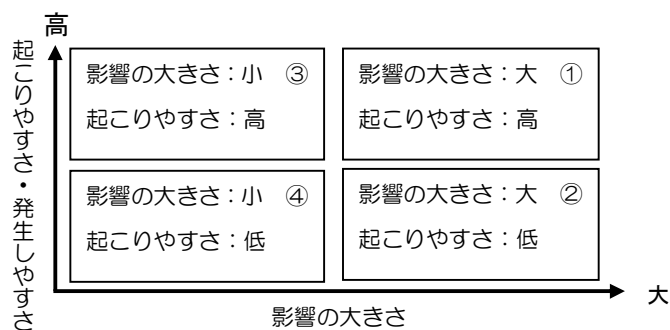 高
起こりやすさ・発生しやすさ
影響の大きさ：小 ③
起こりやすさ：高
影響の大きさ：大 ①
起こりやすさ：高
影響の大きさ：小 ④
起こりやすさ：低
影響の大きさ：大 ②
起こりやすさ：低
大
影響の大きさ